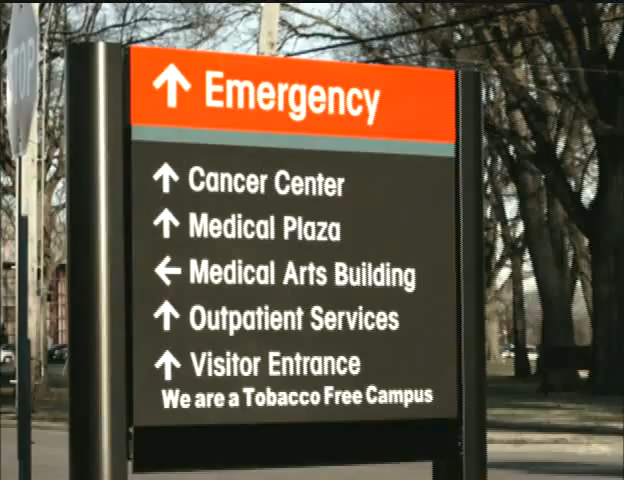 ↑ Emergency
↑ Cancer Center
↑ Medical Plaza
← Medical Arts Building
↑ Outpatient Services
↑ Visitor Entrance
We are a Tobacco Free Campus